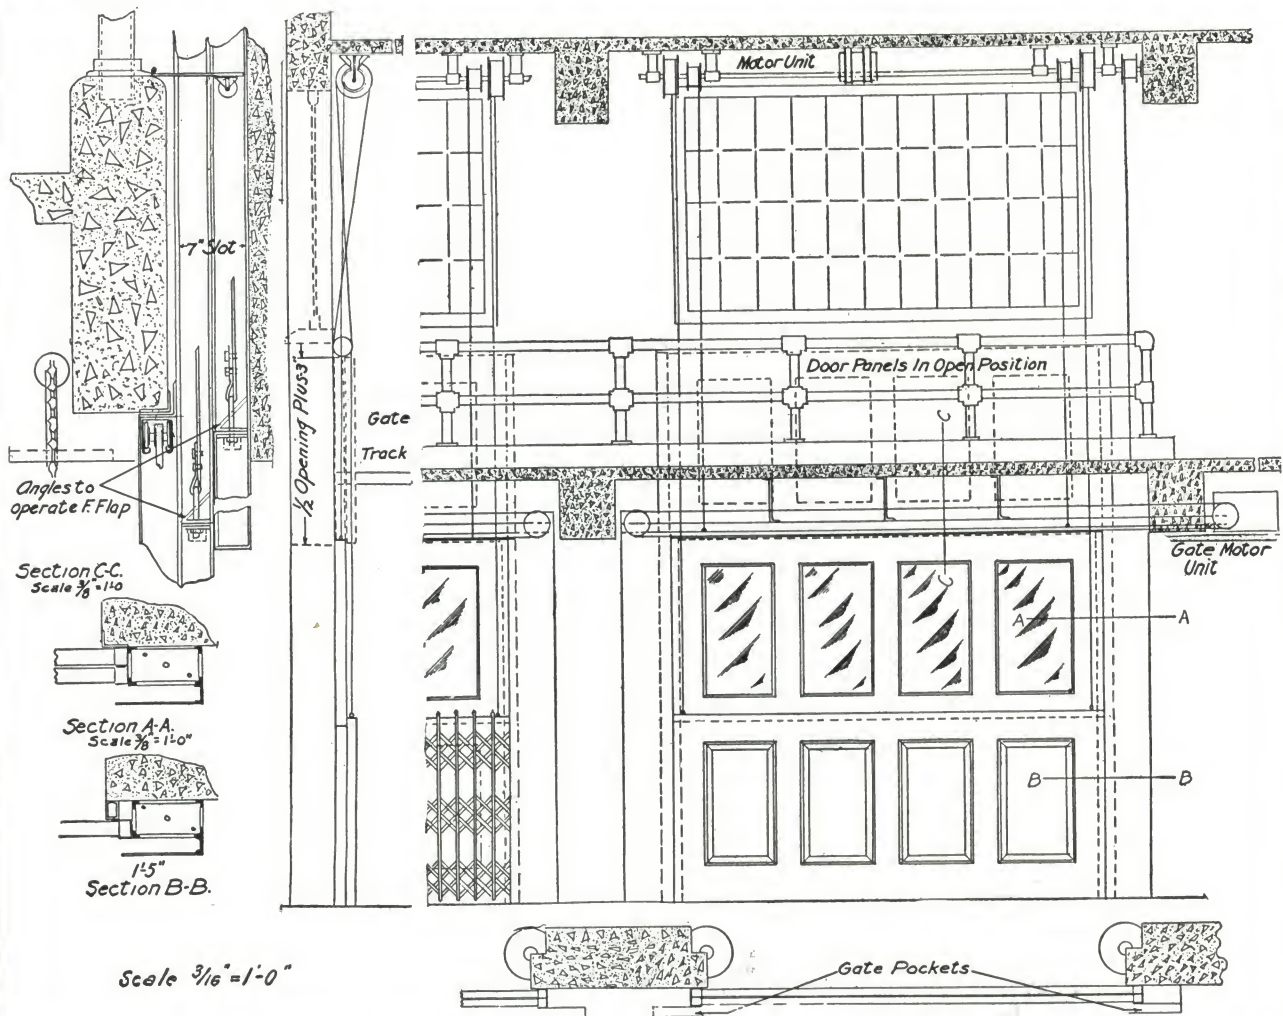 Motor Unit
7" Slot
Door Panels In Open Position
½ Opening Plus 3"
Gate
Track
C
C
Angles to
operate F. Flap
Gate Motor
Unit
Section C-C.
Scale ⅜"=1'-0
A
A
Section A-A.
Scale ⅜"=1'-0"
B
B
1'-5"
Section B-B.
Scale 3/16"=1'-0"
Gate Pockets